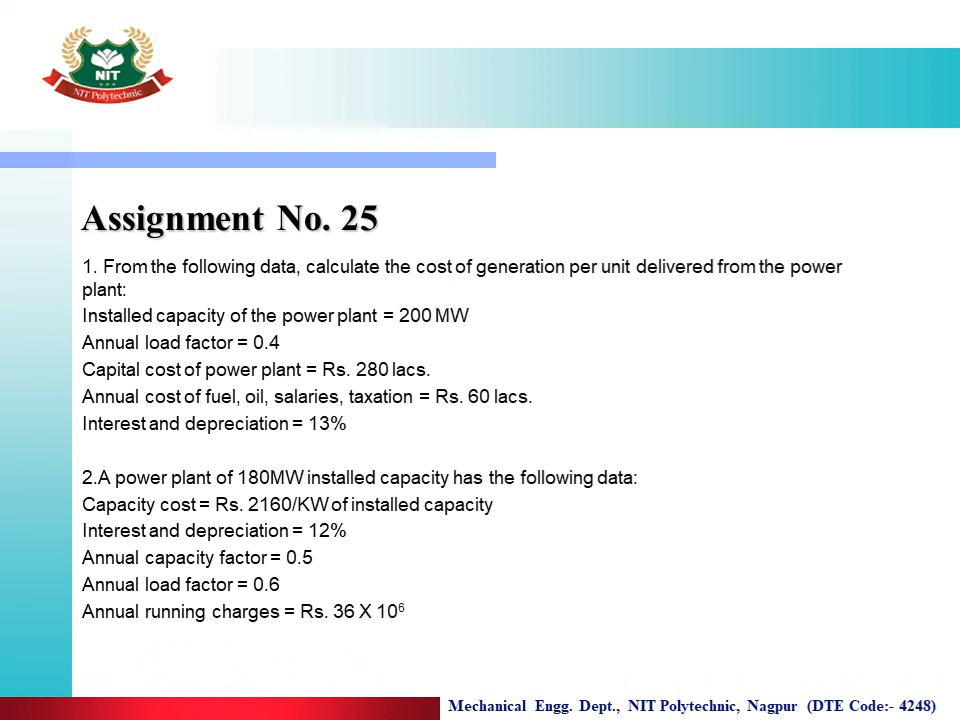 NIT
NIT Polytechnic
Assignment No. 25
1. From the following data, calculate the cost of generation per unit delivered from the power
plant:
Installed capacity of the power plant = 200 MW
Annual load factor = 0.4
Capital cost of power plant = Rs. 280 lacs.
Annual cost of fuel, oil, salaries, taxation = Rs. 60 lacs.
Interest and depreciation = 13%
2.A power plant of 180MW installed capacity has the following data:
Capacity cost = Rs. 2160/KW of installed capacity
Interest and depreciation = 12%
Annual capacity factor = 0.5
Annual load factor = 0.6
Annual running charges = Rs. 36 X 10⁶
Mechanical Engg. Dept., NIT Polytechnic, Nagpur (DTE Code:- 4248)